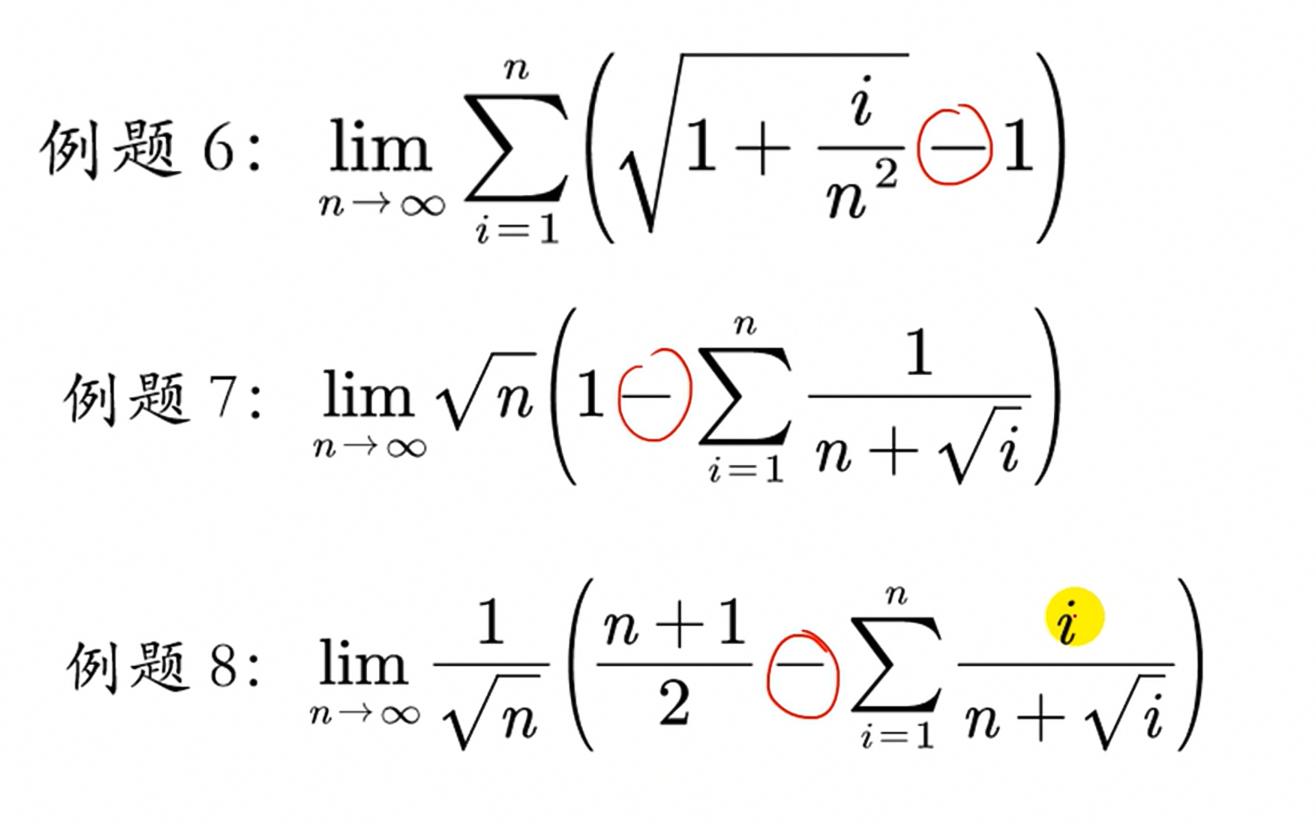 例题 6: $\lim_{n \to \infty} \sum_{i=1}^{n} \left( \sqrt{1 + \frac{i}{n^2}} - 1 \right)$
例题 7: $\lim_{n \to \infty} \sqrt{n} \left( 1 - \sum_{i=1}^{n} \frac{1}{n + \sqrt{i}} \right)$
例题 8: $\lim_{n \to \infty} \frac{1}{\sqrt{n}} \left( \frac{n+1}{2} - \sum_{i=1}^{n} \frac{i}{n + \sqrt{i}} \right)$